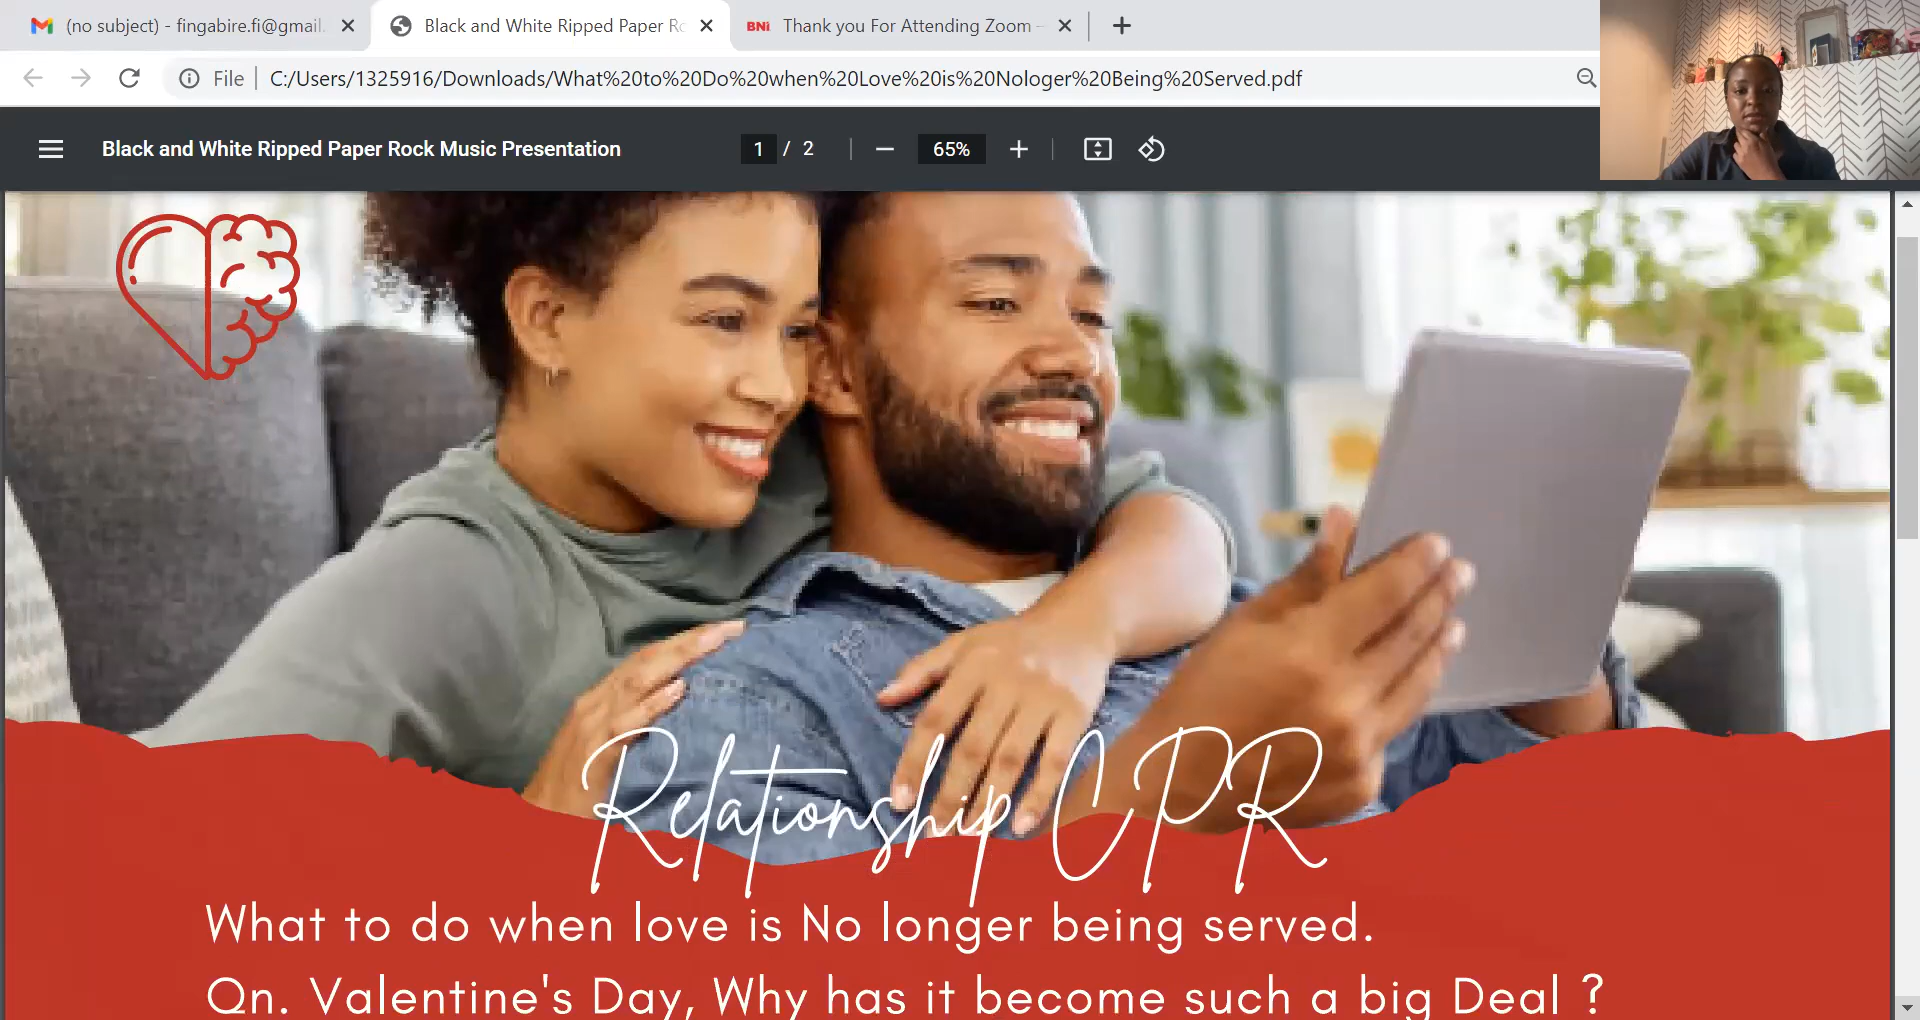 (no subject) - fingabire.fi@gmail.
Black and White Ripped Paper Ro
BNI Thank you For Attending Zoom -
File C:/Users/1325916/Downloads/What%20to%20Do%20when%20Love%20is%20Nologer%20Being%20Served.pdf
Black and White Ripped Paper Rock Music Presentation 1 / 2 65%
Relationship CPR
What to do when love is No longer being served.
Qn. Valentine's Day, Why has it become such a big Deal ?